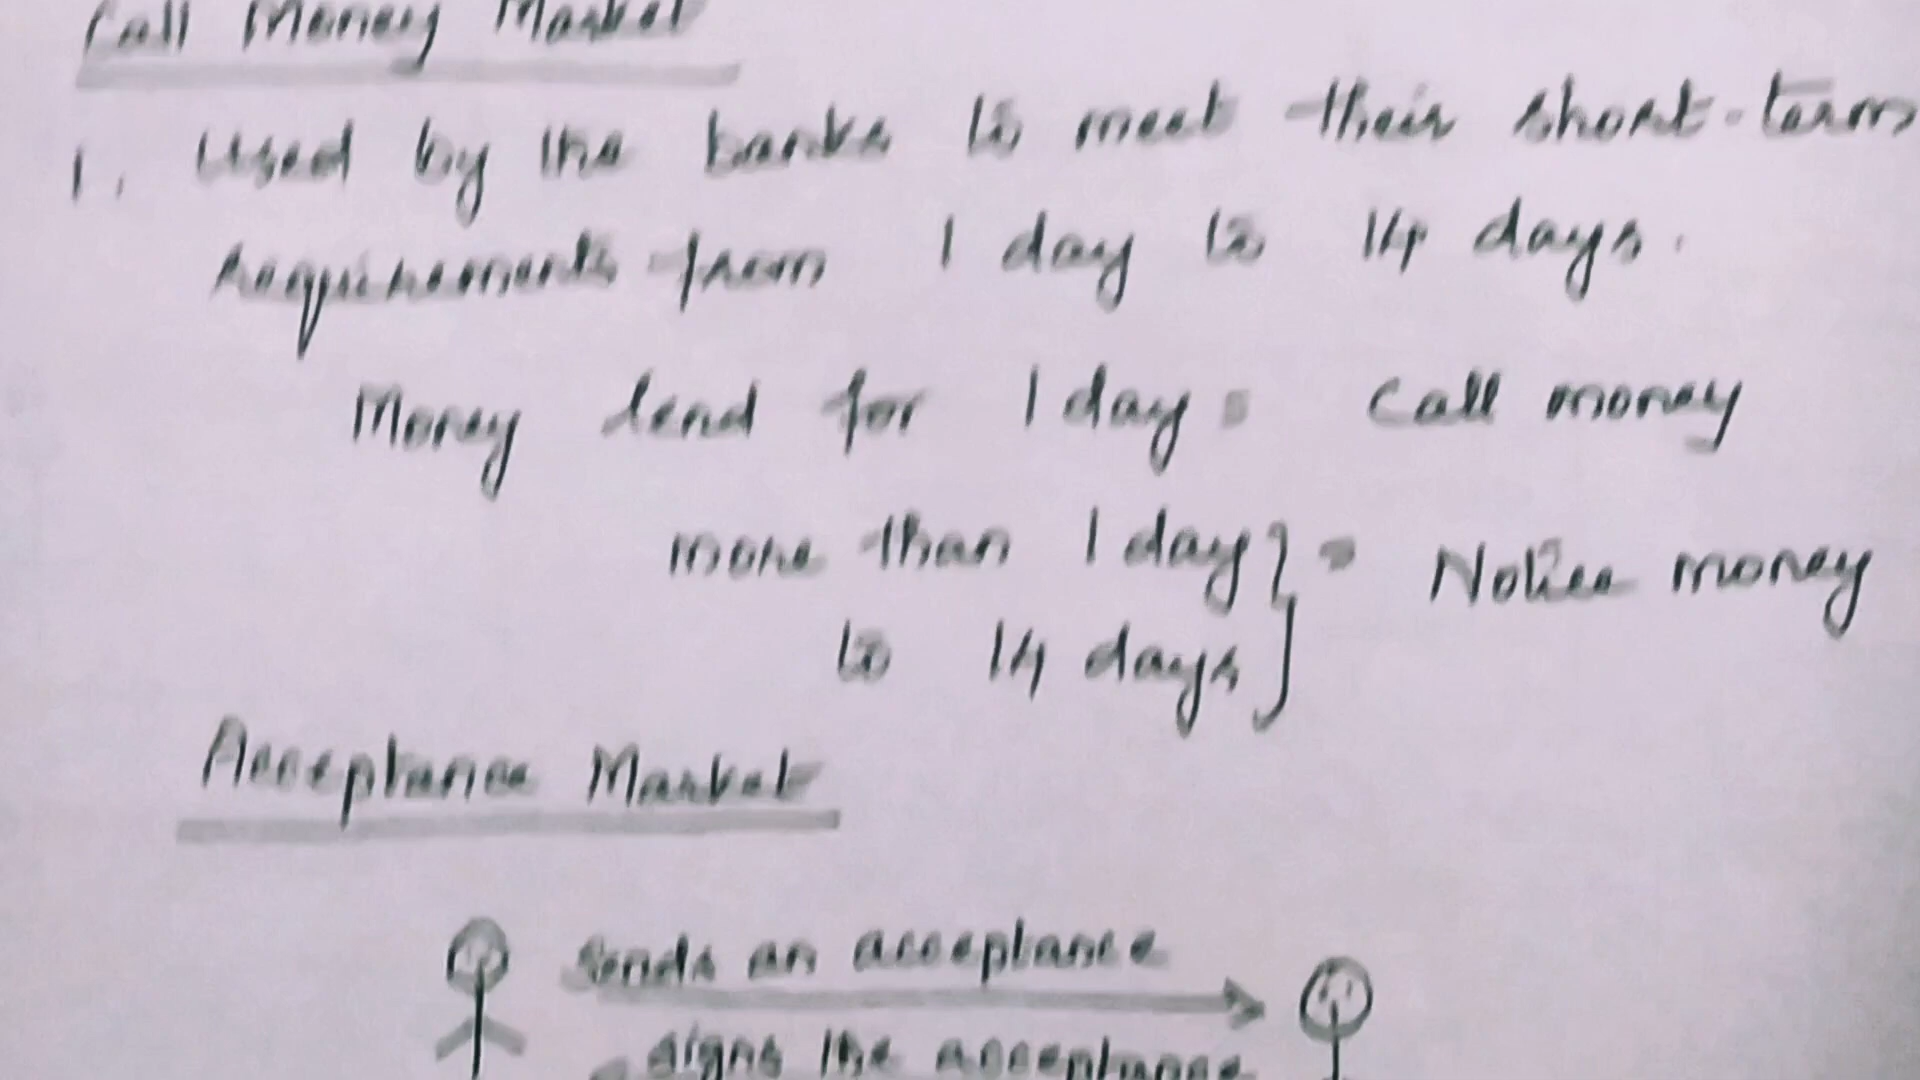 Call Money Market
1. Used by the banks to meet their short-term
requirements from 1 day to 14 days.
Money lend for 1 day = Call money
more than 1 day } = Notice money
to 14 days
Acceptance Market
Sends an acceptance
signs the acceptance